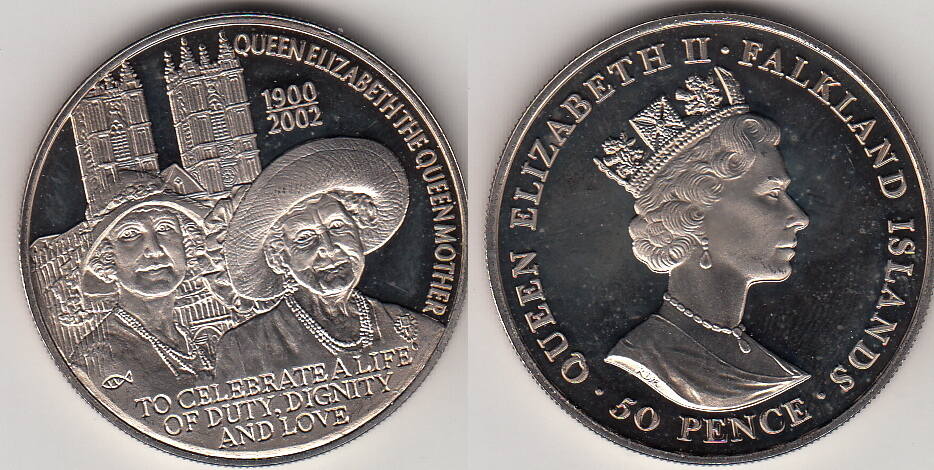 QUEEN ELIZABETH THE QUEEN MOTHER
1900
2002
TO CELEBRATE A LIFE
OF DUTY, DIGNITY
AND LOVE
QUEEN ELIZABETH II · FALKLAND ISLANDS ·
50 PENCE ·
RDM